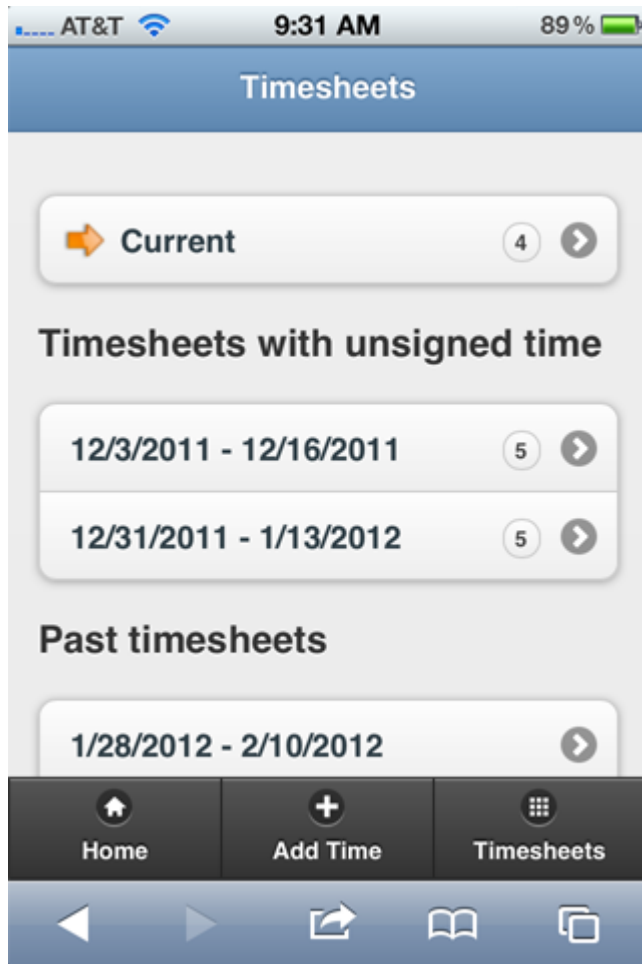 AT&T 9:31 AM 89%
Timesheets
Current 4
Timesheets with unsigned time
12/3/2011 - 12/16/2011 5
12/31/2011 - 1/13/2012 5
Past timesheets
1/28/2012 - 2/10/2012
Home Add Time Timesheets